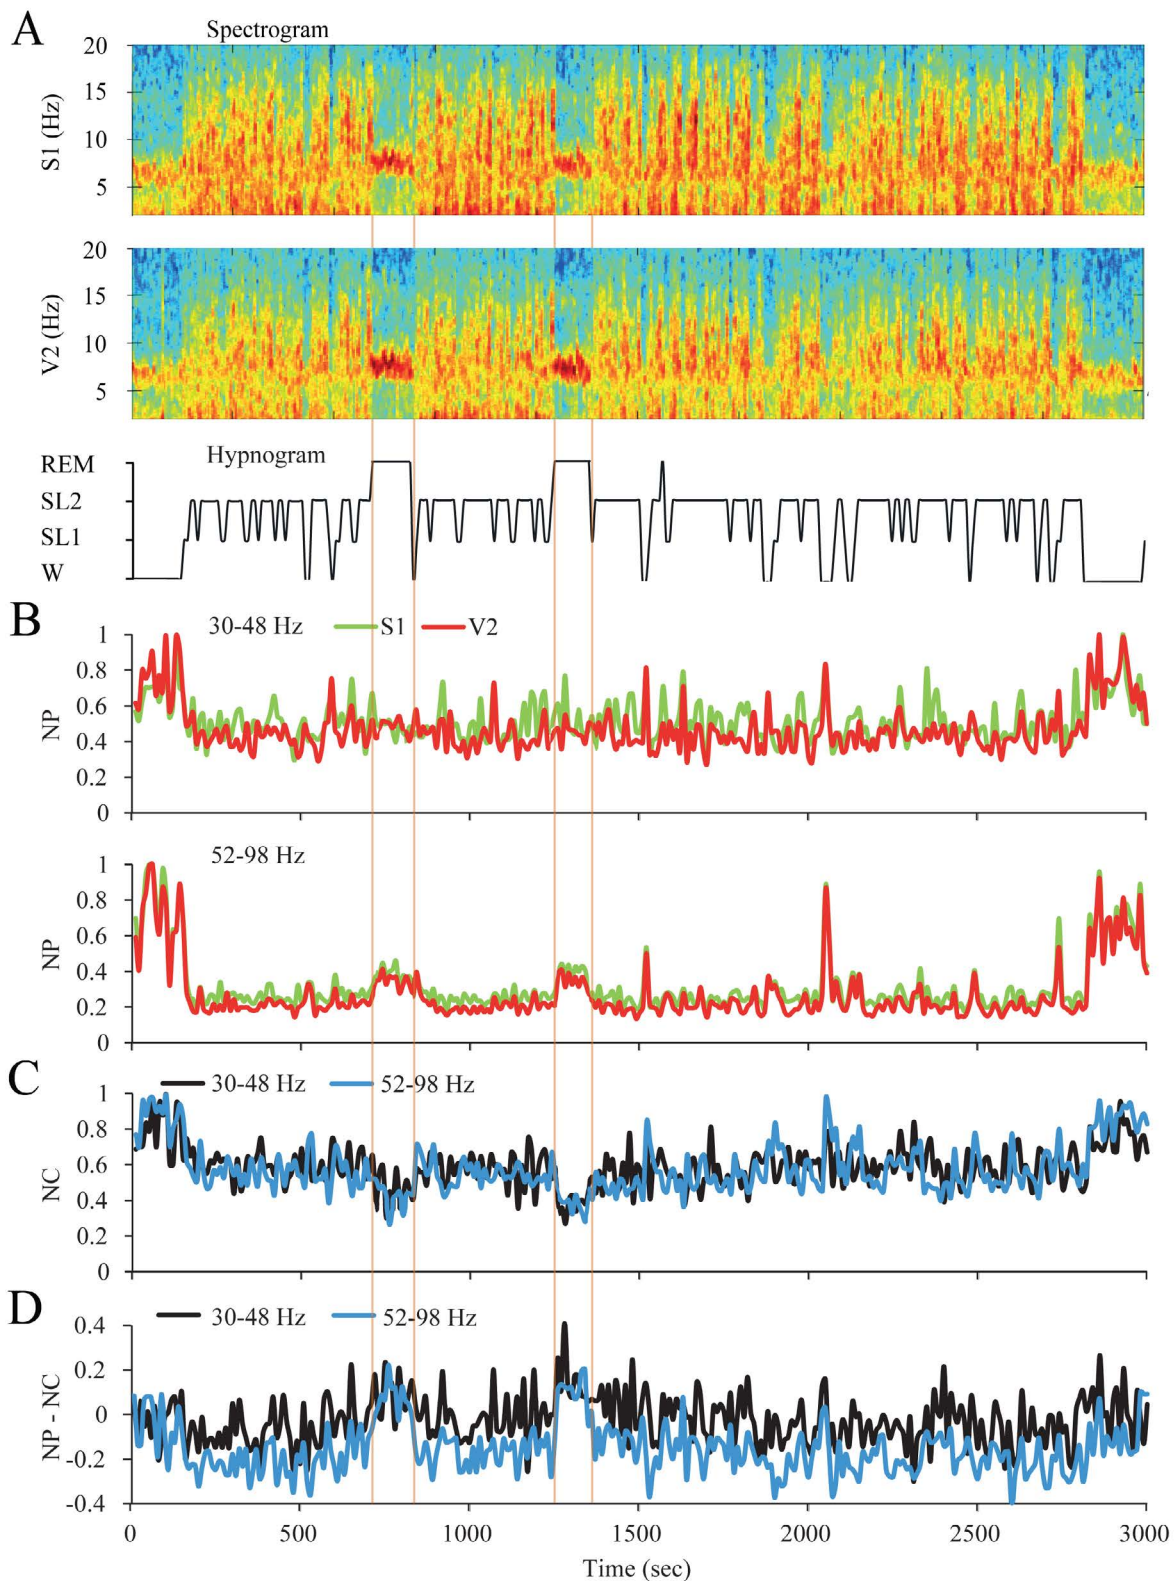 A
Spectrogram
20
15
10
5
S1 (Hz)
20
15
10
5
V2 (Hz)
Hypnogram
REM
SL2
SL1
W
B
30-48 Hz S1 V2
1
0.8
0.6
0.4
0.2
0
NP
52-98 Hz
1
0.8
0.6
0.4
0.2
0
NP
C
30-48 Hz 52-98 Hz
1
0.8
0.6
0.4
0.2
0
NC
D
30-48 Hz 52-98 Hz
0.4
0.2
0
-0.2
-0.4
NP - NC
0 500 1000 1500 2000 2500 3000
Time (sec)